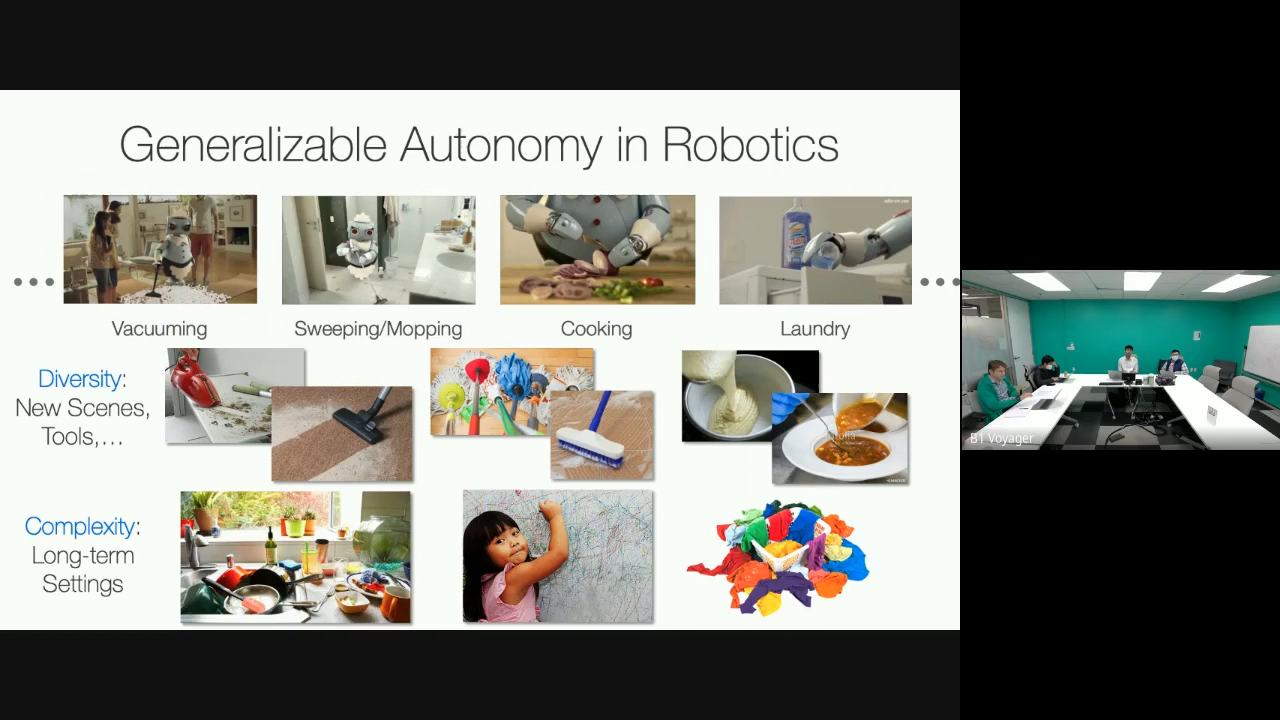 Generalizable Autonomy in Robotics
Vacuuming
Sweeping/Mopping
Cooking
Laundry
Diversity:
New Scenes,
Tools,...
Complexity:
Long-term
Settings
B1 Voyager